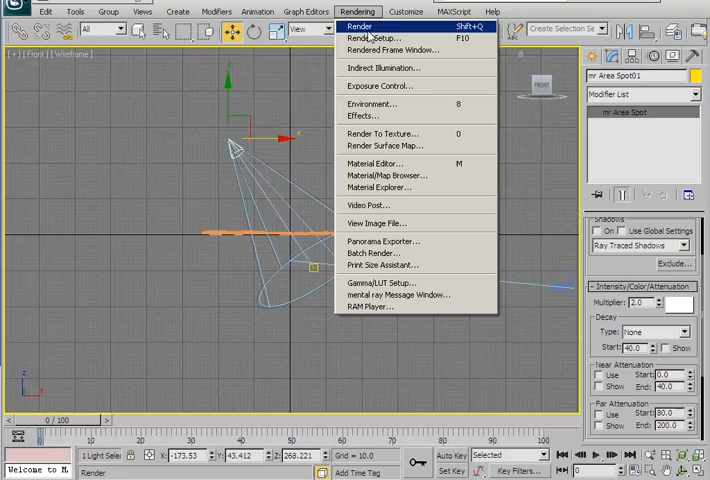 Edit Tools Group Views Create Modifiers Animation Graph Editors Rendering Customize MAXScript Help
All
View
Create Selection Se
[ + ] [ Front ] [ Wireframe ]
Render Shift+Q
Render Setup... F10
Rendered Frame Window...
Indirect Illumination...
Exposure Control...
Environment... 8
Effects...
Render To Texture... 0
Render Surface Map...
Material Editor... M
Material/Map Browser...
Material Explorer...
Video Post...
View Image File...
Panorama Exporter...
Batch Render...
Print Size Assistant...
Gamma/LUT Setup...
mental ray Message Window...
RAM Player...
y
x
z
x
FRONT
mr Area Spot01
Modifier List
mr Area Spot
Shadows
On Use Global Settings
Ray Traced Shadows
Exclude...
Intensity/Color/Attenuation
Multiplier: 2.0
Decay
Type: None
Start: 40.0 Show
Near Attenuation
Use Start: 0.0
Show End: 40.0
Far Attenuation
Use Start: 80.0
Show End: 200.0
0 / 100
0 10 20 30 40 50 60 70 80 90 100
1 Light Selec X: -173.53 Y: 43.412 Z: 268.221 Grid = 10.0 Auto Key Selected
Welcome to M Render Add Time Tag Set Key Key Filters... 0